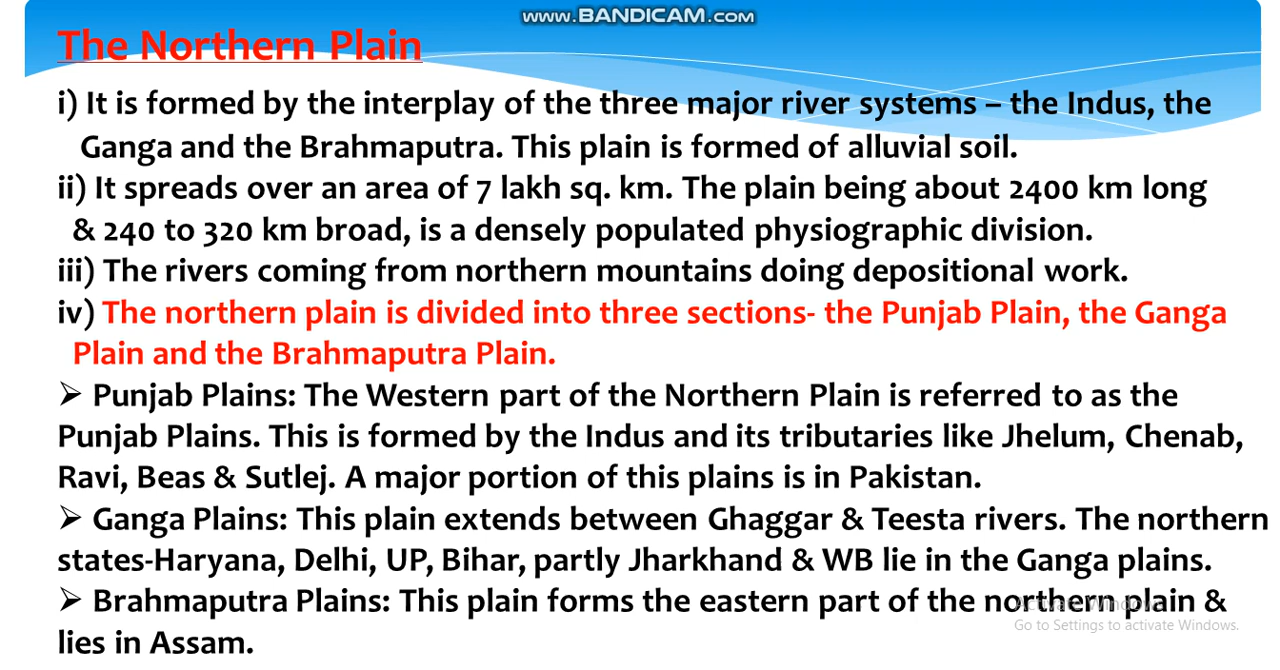 www.BANDICAM.com
The Northern Plain
i) It is formed by the interplay of the three major river systems – the Indus, the
Ganga and the Brahmaputra. This plain is formed of alluvial soil.
ii) It spreads over an area of 7 lakh sq. km. The plain being about 2400 km long
& 240 to 320 km broad, is a densely populated physiographic division.
iii) The rivers coming from northern mountains doing depositional work.
iv) The northern plain is divided into three sections- the Punjab Plain, the Ganga
Plain and the Brahmaputra Plain.
➢ Punjab Plains: The Western part of the Northern Plain is referred to as the
Punjab Plains. This is formed by the Indus and its tributaries like Jhelum, Chenab,
Ravi, Beas & Sutlej. A major portion of this plains is in Pakistan.
➢ Ganga Plains: This plain extends between Ghaggar & Teesta rivers. The northern
states-Haryana, Delhi, UP, Bihar, partly Jharkhand & WB lie in the Ganga plains.
➢ Brahmaputra Plains: This plain forms the eastern part of the northern plain &
lies in Assam.
Activate Windows
Go to Settings to activate Windows.